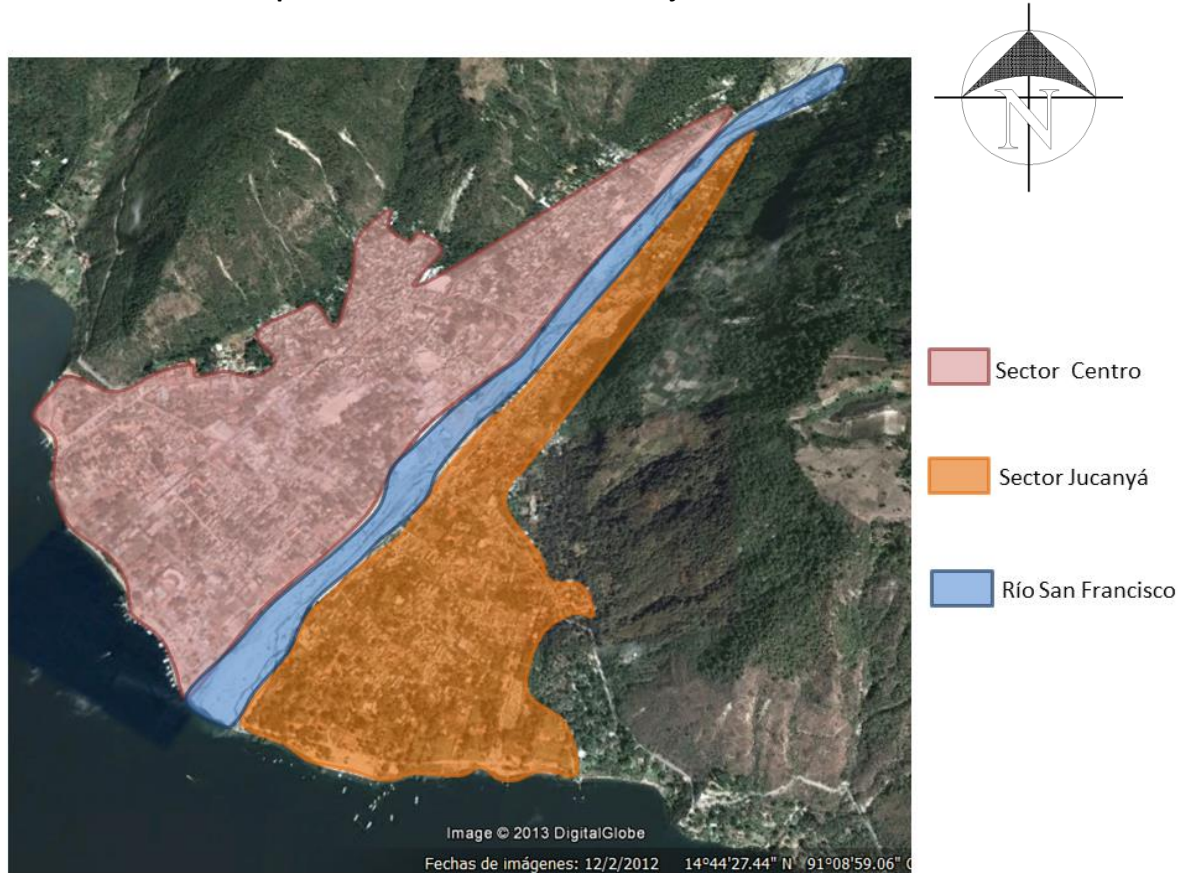 N
Sector Centro
Sector Jucanyá
Río San Francisco
Image © 2013 DigitalGlobe
Fechas de imágenes: 12/2/2012 14°44'27.44" N 91°08'59.06"